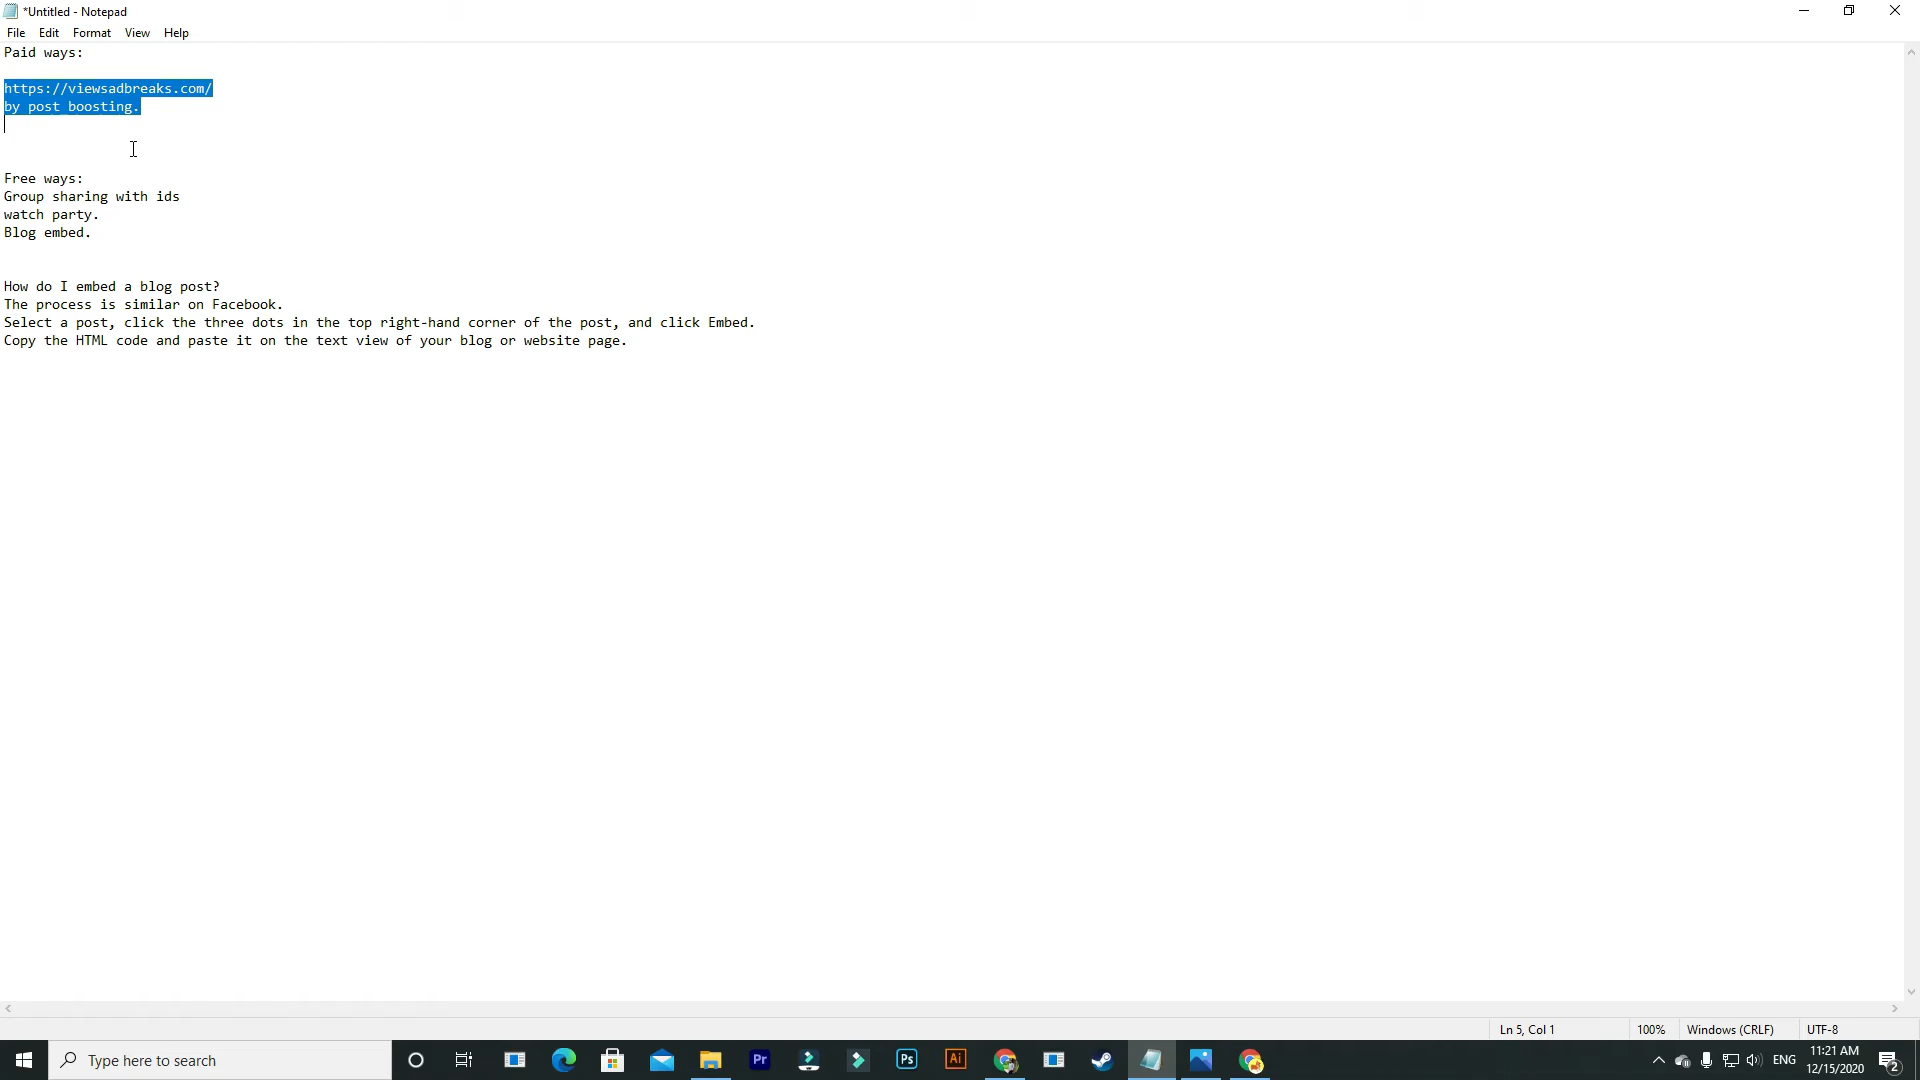 *Untitled - Notepad
File Edit Format View Help
Paid ways:
https://viewsadbreaks.com/
by post boosting.
Free ways:
Group sharing with ids
watch party.
Blog embed.
How do I embed a blog post?
The process is similar on Facebook.
Select a post, click the three dots in the top right-hand corner of the post, and click Embed.
Copy the HTML code and paste it on the text view of your blog or website page.
Ln 5, Col 1 100% Windows (CRLF) UTF-8
Type here to search
Pr
Ps
Ai
ENG
11:21 AM
12/15/2020
2